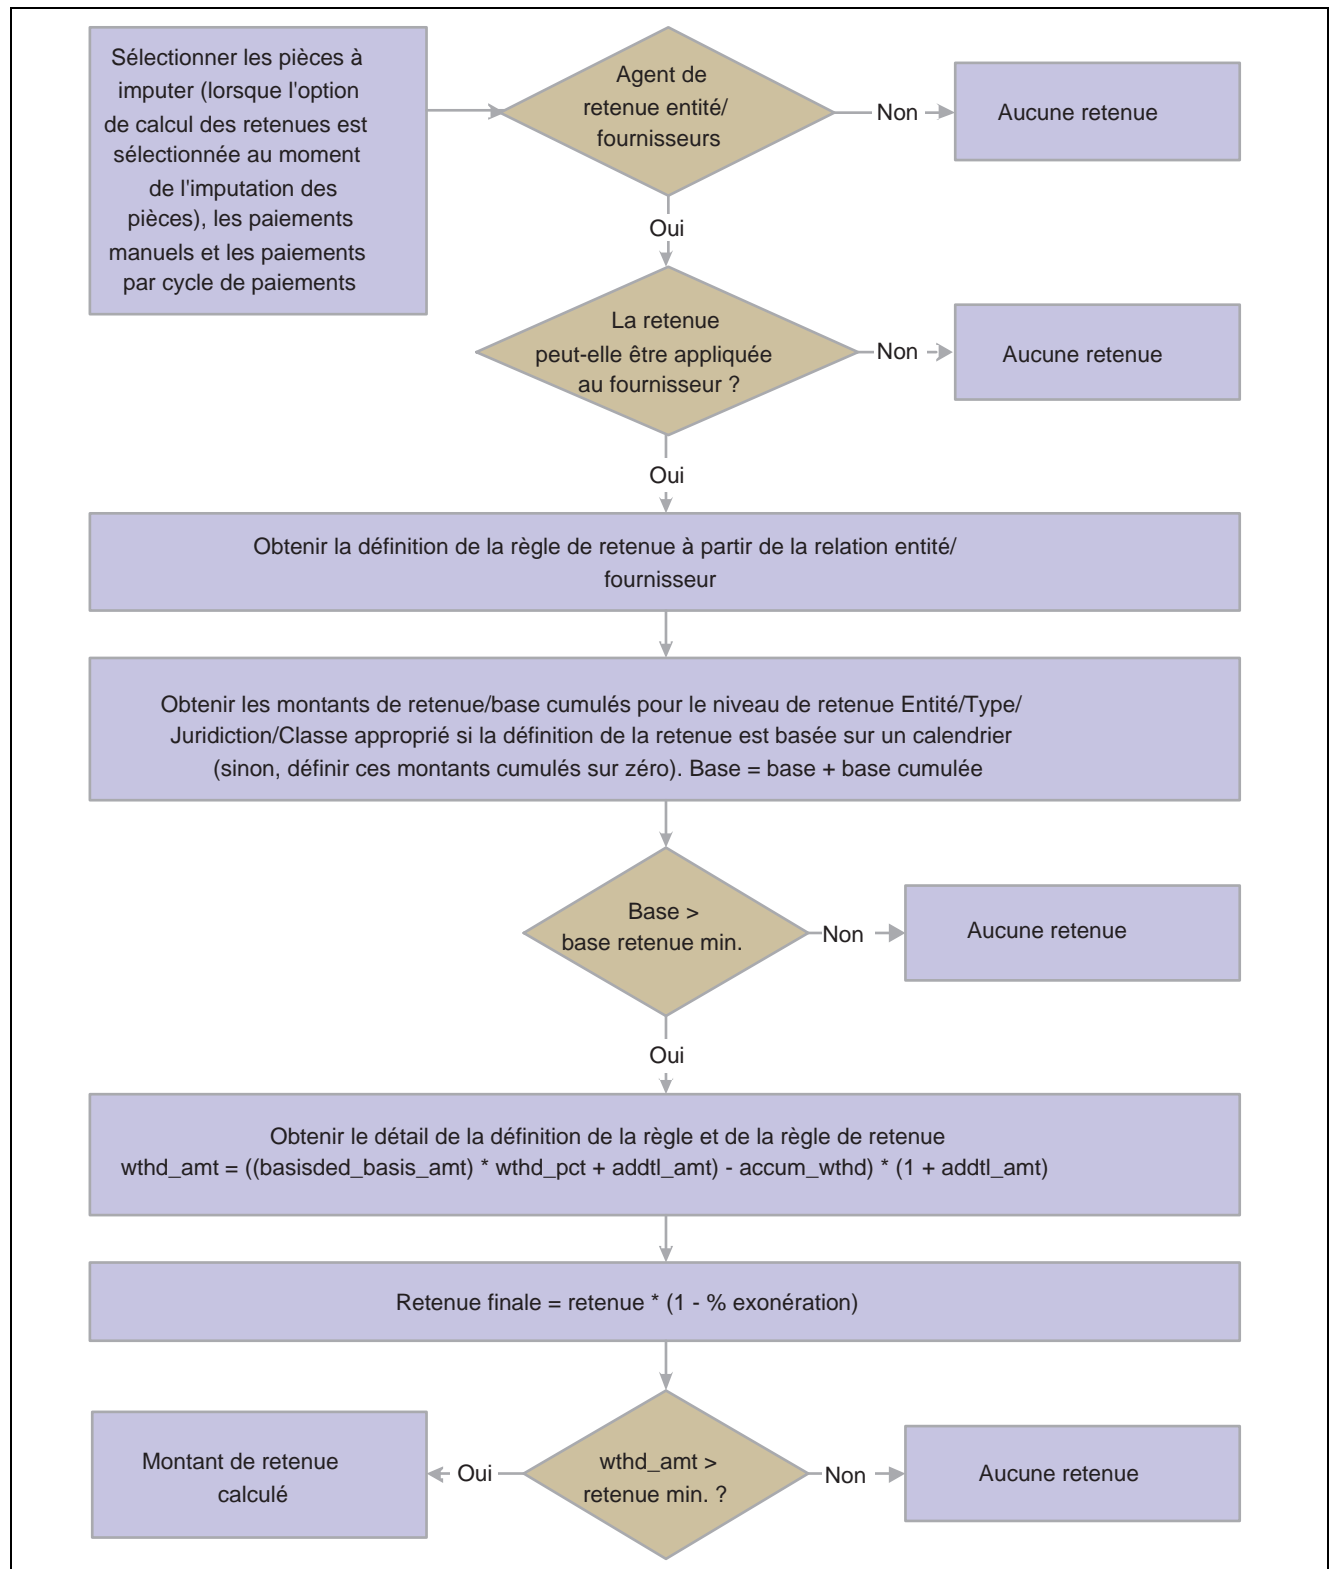 Sélectionner les pièces à
imputer (lorsque l'option
de calcul des retenues est
sélectionnée au moment
de l'imputation des
pièces), les paiements
manuels et les paiements
par cycle de paiements
Agent de
retenue entité/
fournisseurs
Non
Aucune retenue
Oui
La retenue
peut-elle être appliquée
au fournisseur ?
Non
Aucune retenue
Oui
Obtenir la définition de la règle de retenue à partir de la relation entité/
fournisseur
Obtenir les montants de retenue/base cumulés pour le niveau de retenue Entité/Type/
Juridiction/Classe approprié si la définition de la retenue est basée sur un calendrier
(sinon, définir ces montants cumulés sur zéro). Base = base + base cumulée
Base >
base retenue min.
Non
Aucune retenue
Oui
Obtenir le détail de la définition de la règle et de la règle de retenue
wthd_amt = ((basisded_basis_amt) * wthd_pct + addtl_amt) - accum_wthd) * (1 + addtl_amt)
Retenue finale = retenue * (1 - % exonération)
wthd_amt >
retenue min. ?
Oui
Montant de retenue
calculé
Non
Aucune retenue